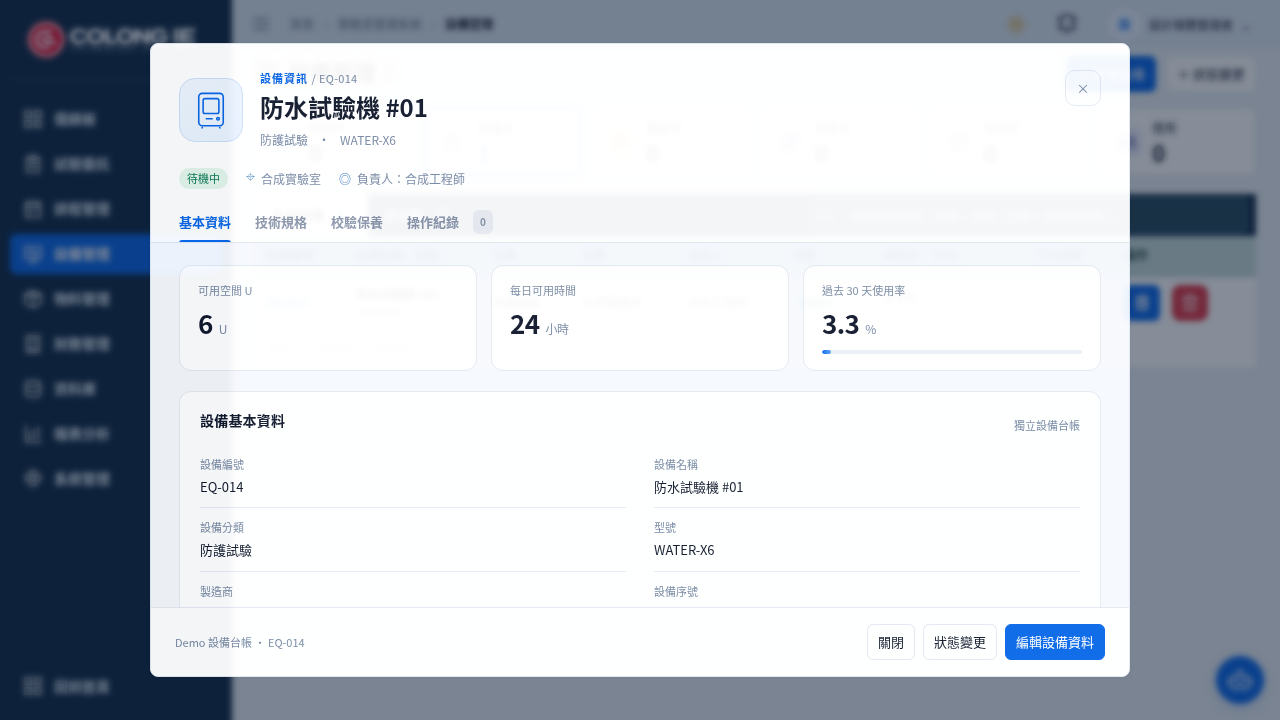 COLONG IE
設備資訊 / EQ-014
防水試驗機 #01
防護試驗 • WATER-X6
待機中 合成實驗室 負責人：合成工程師
基本資料 技術規格 校驗保養 操作紀錄 0
可用空間 U
6 U
每日可用時間
24 小時
過去 30 天使用率
3.3 %
設備基本資料
獨立設備台帳
設備編號
EQ-014
設備名稱
防水試驗機 #01
設備分類
防護試驗
型號
WATER-X6
製造商
設備序號
Demo 設備台帳 • EQ-014
關閉 狀態變更 編輯設備資料